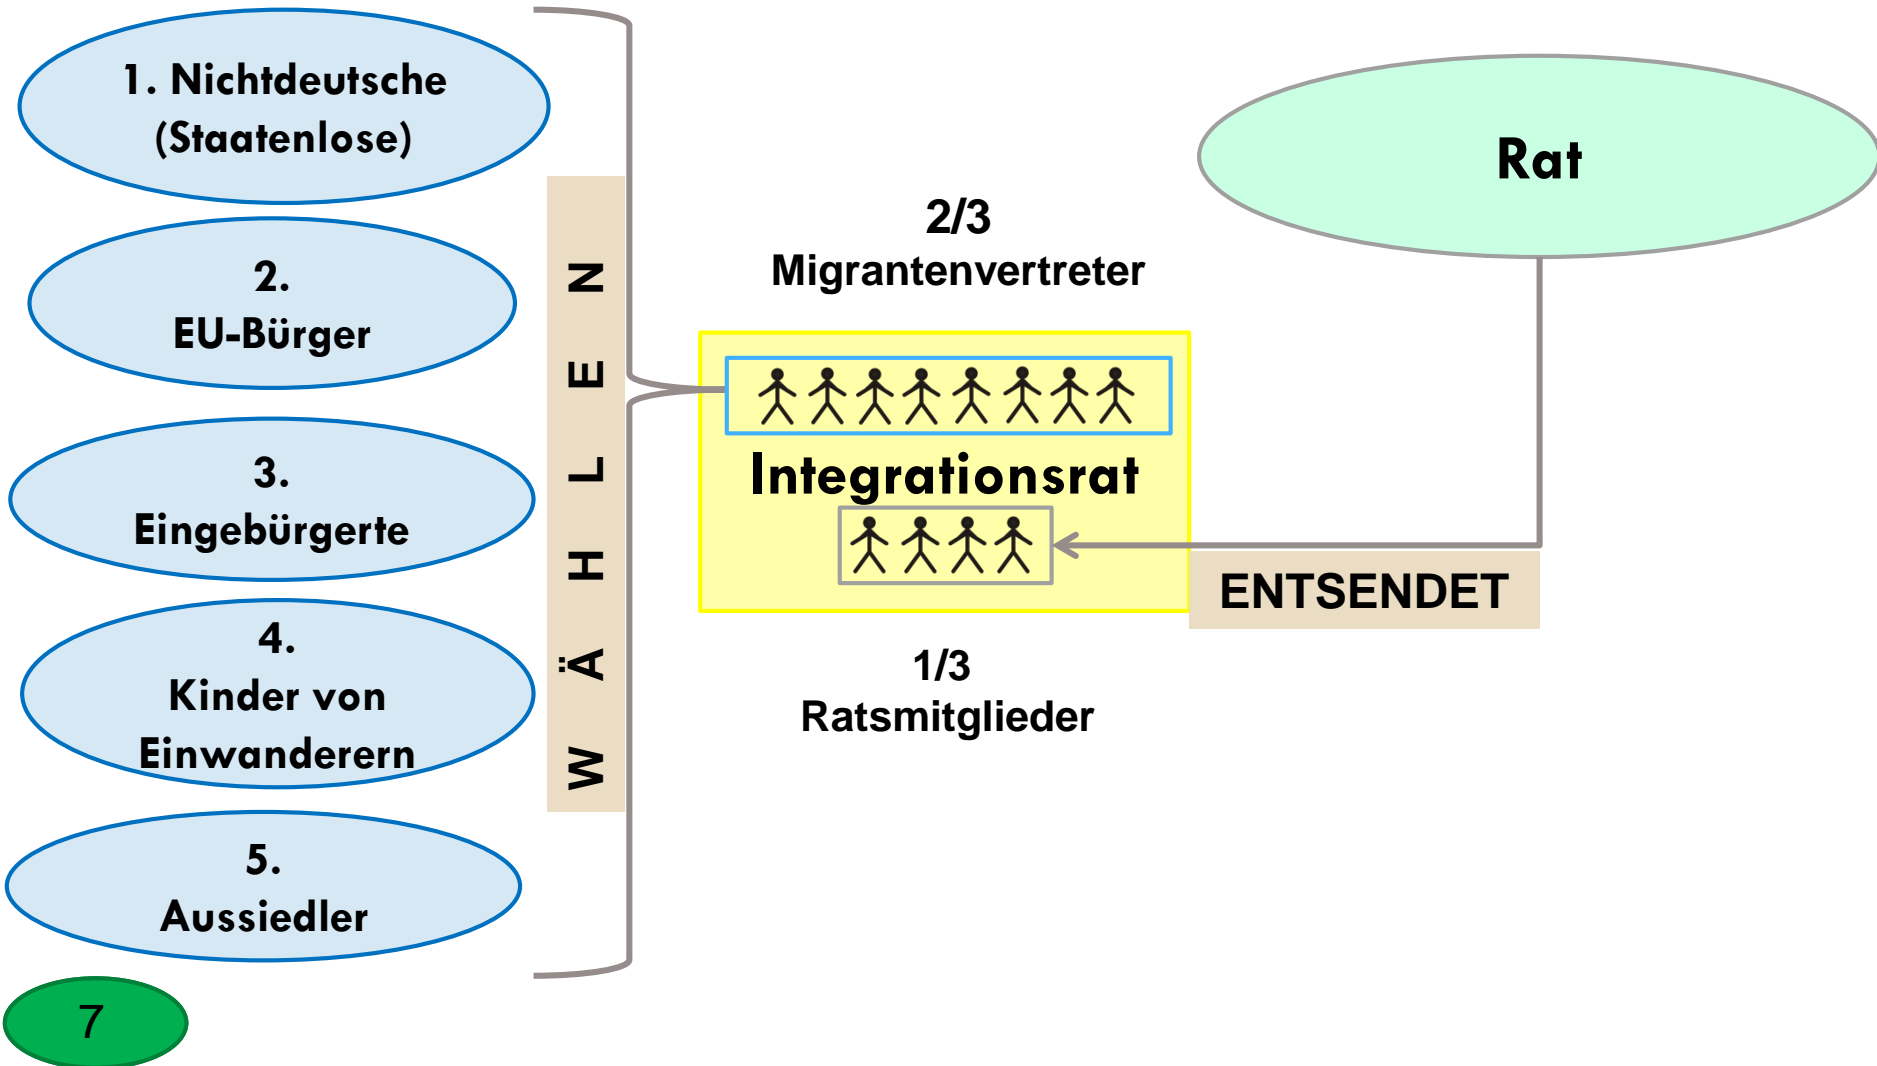 1. Nichtdeutsche
(Staatenlose)
2.
EU-Bürger
3.
Eingebürgerte
4.
Kinder von
Einwanderern
5.
Aussiedler
WÄHLEN
2/3
Migrantenvertreter
Integrationsrat
1/3
Ratsmitglieder
Rat
ENTSENDET
7